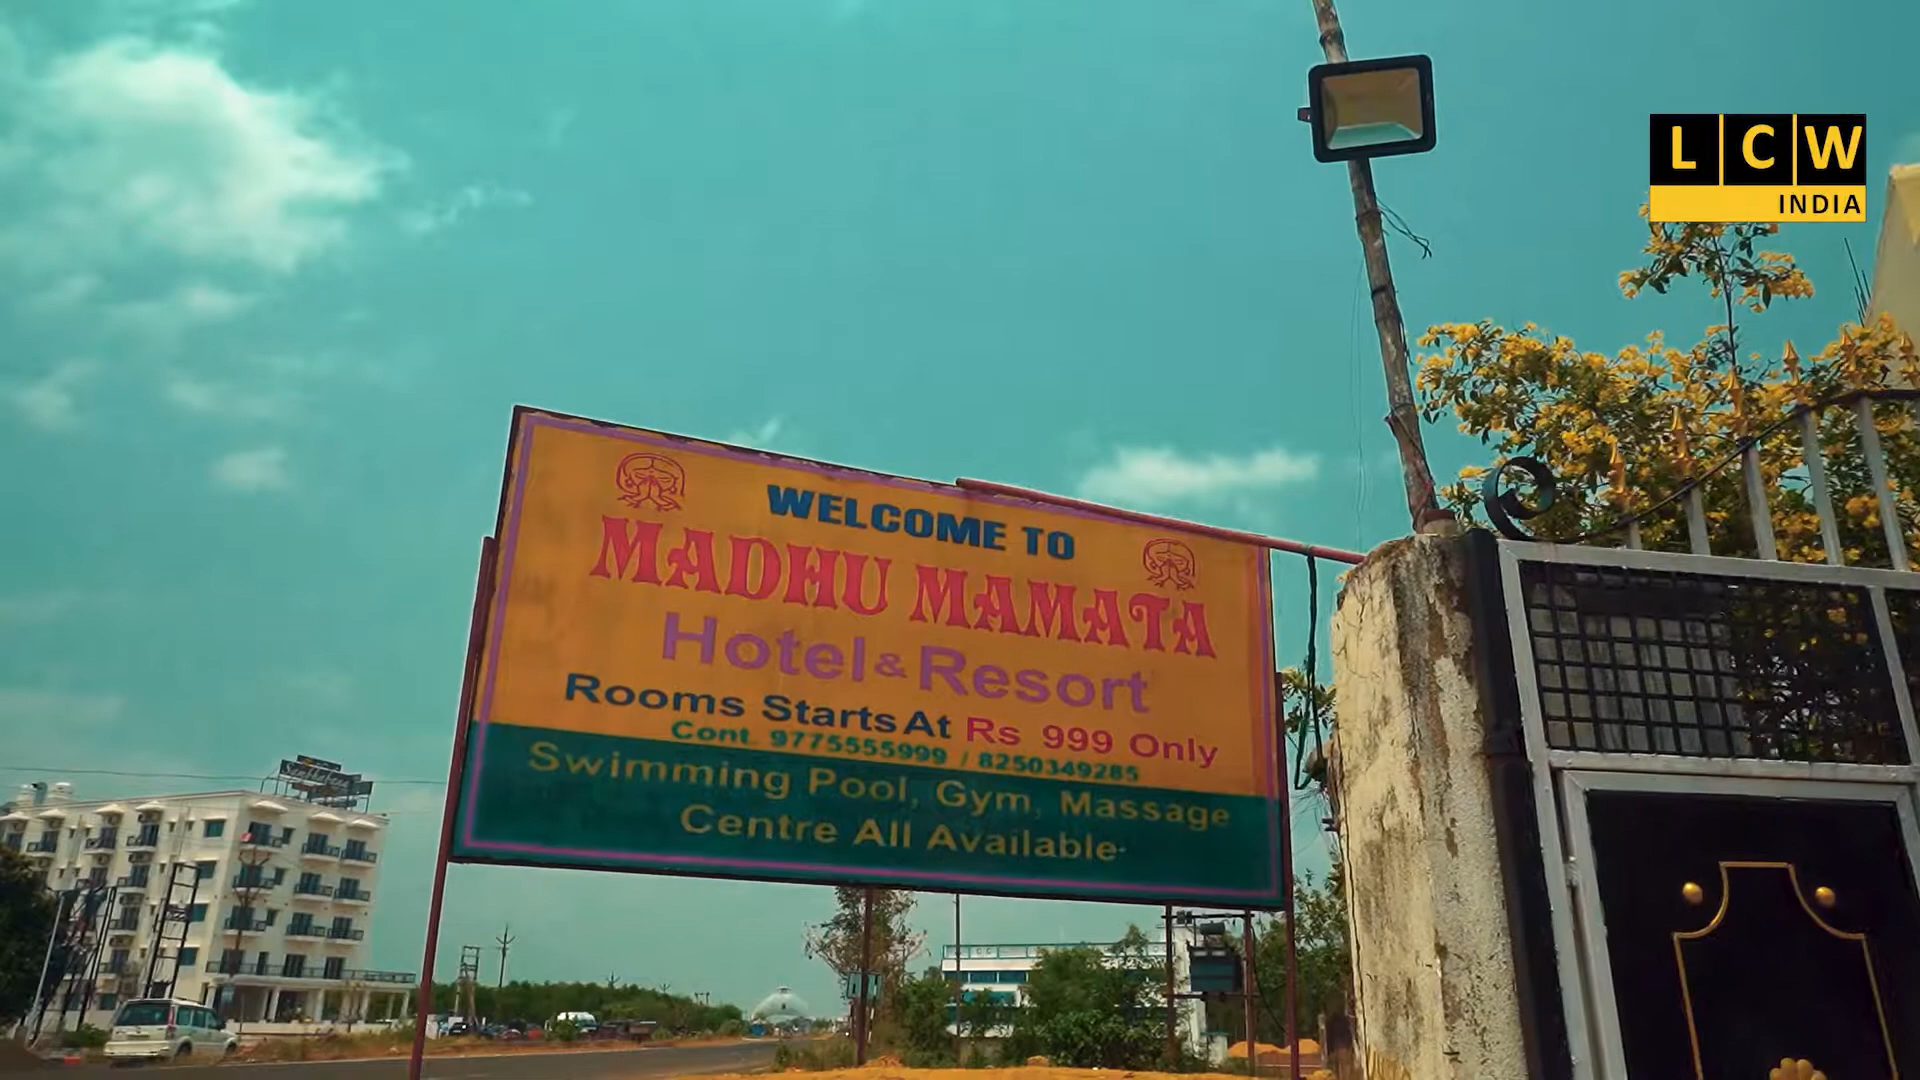 L C W
INDIA
WELCOME TO
MADHU MAMATA
Hotel & Resort
Rooms Starts At Rs 999 Only
Cont. 9775555999 / 8250349285
Swimming Pool, Gym, Massage
Centre All Available